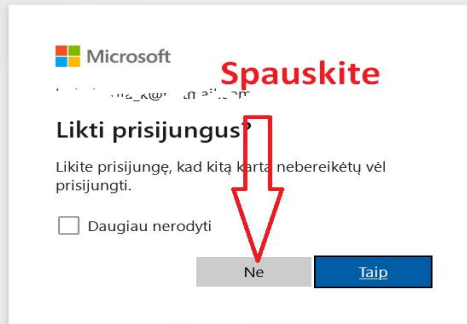 Microsoft
Spauskite
Likti prisijungus?
Likite prisijungę, kad kitą kartą nebereikėtų vėl
prisijungti.
Daugiau nerodyti
Ne
Taip